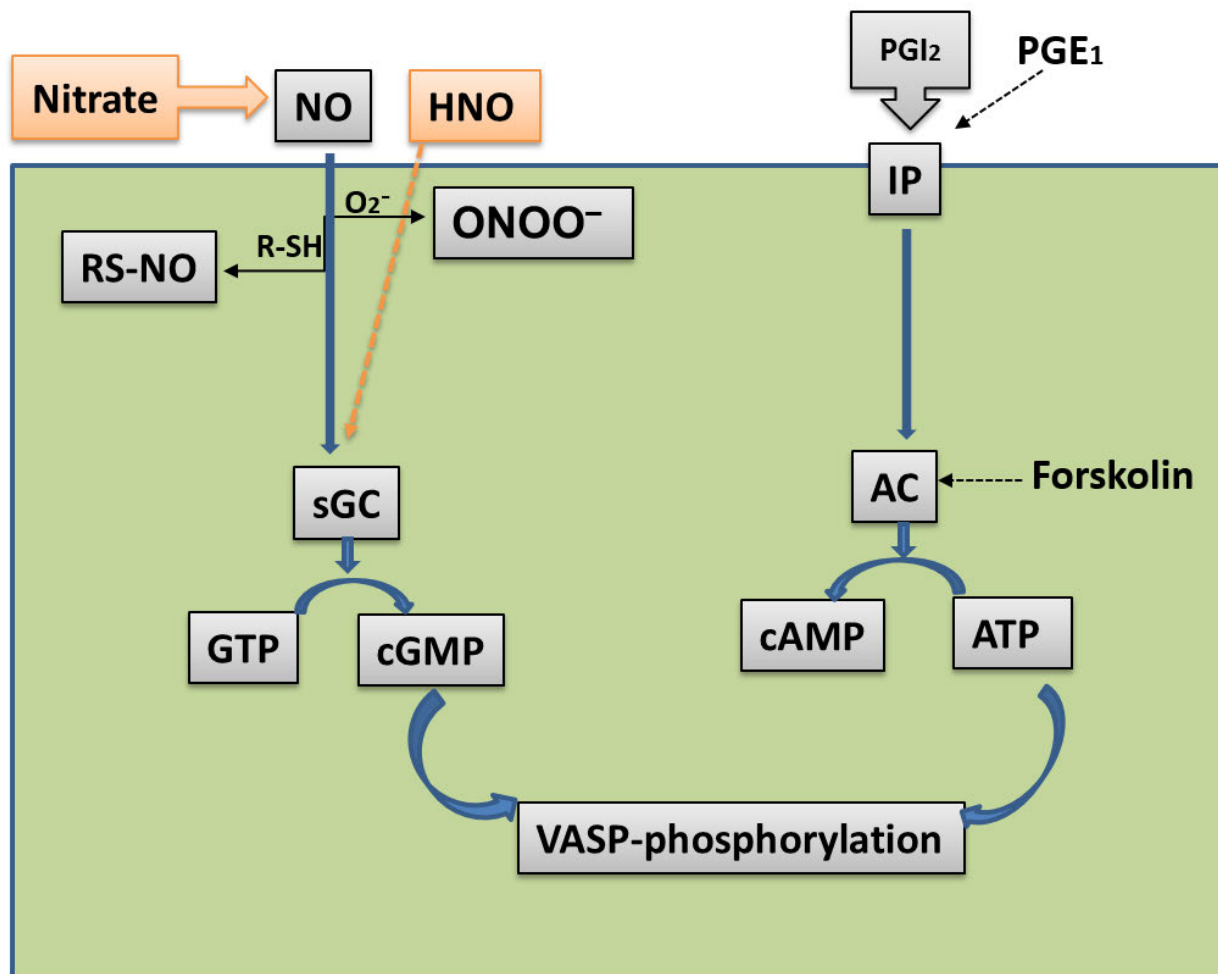 Nitrate
NO
HNO
PGI₂
PGE₁
IP
O₂⁻
ONOO⁻
R-SH
RS-NO
sGC
AC
Forskolin
GTP
cGMP
cAMP
ATP
VASP-phosphorylation